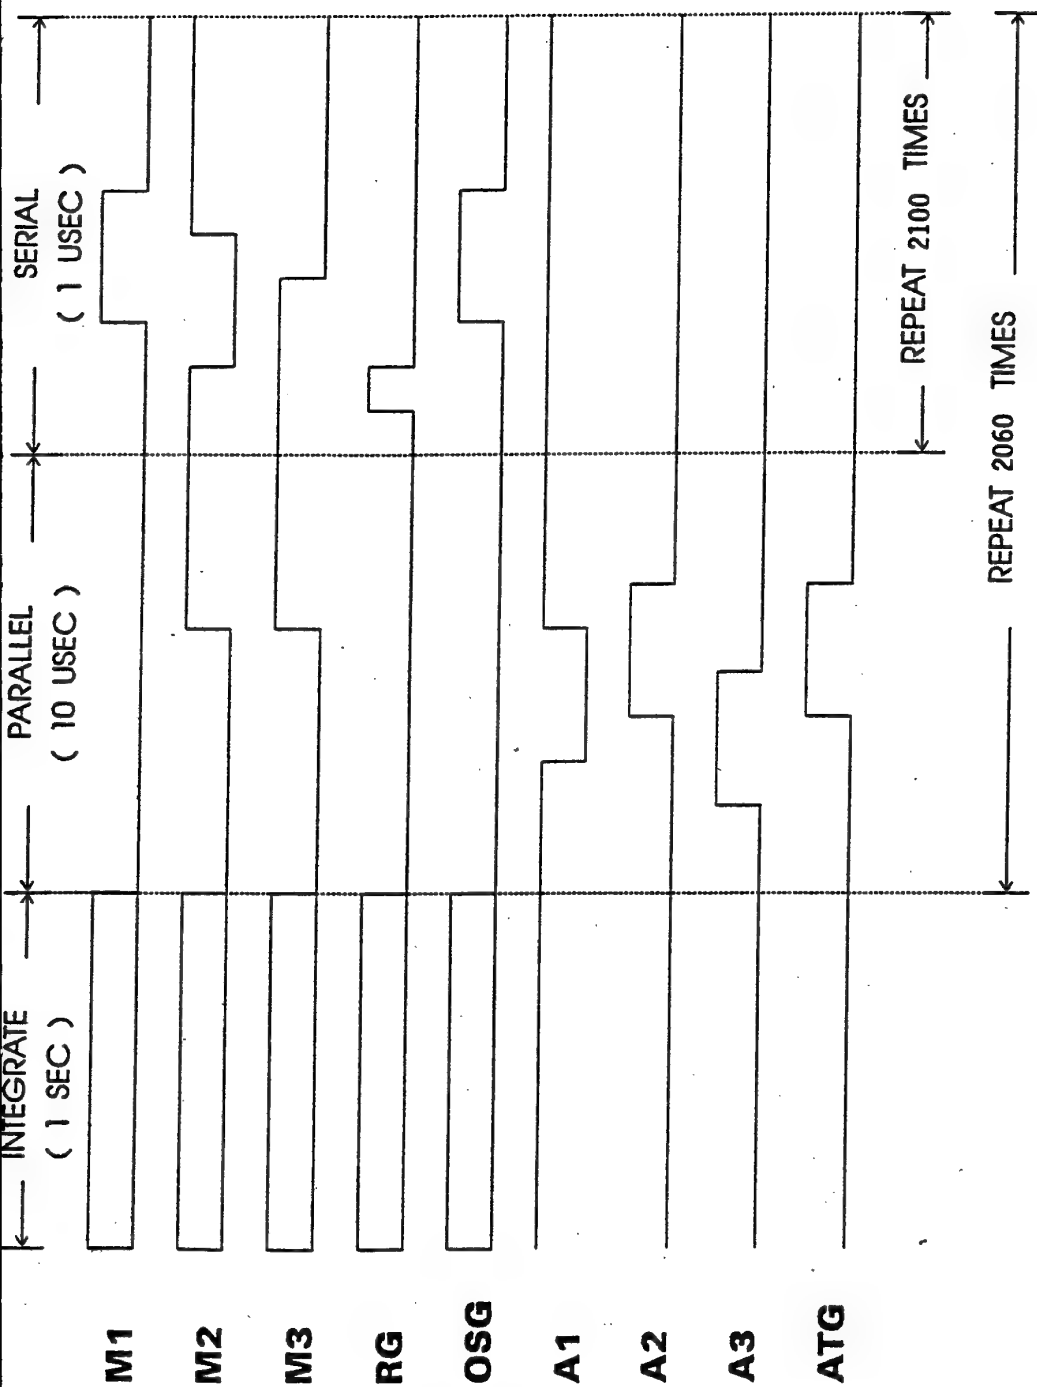 INTEGRATE
( 1 SEC )
PARALLEL
( 10 USEC )
SERIAL
( 1 USEC )
M1
M2
M3
RG
OSG
A1
A2
A3
ATG
REPEAT 2100 TIMES
REPEAT 2060 TIMES